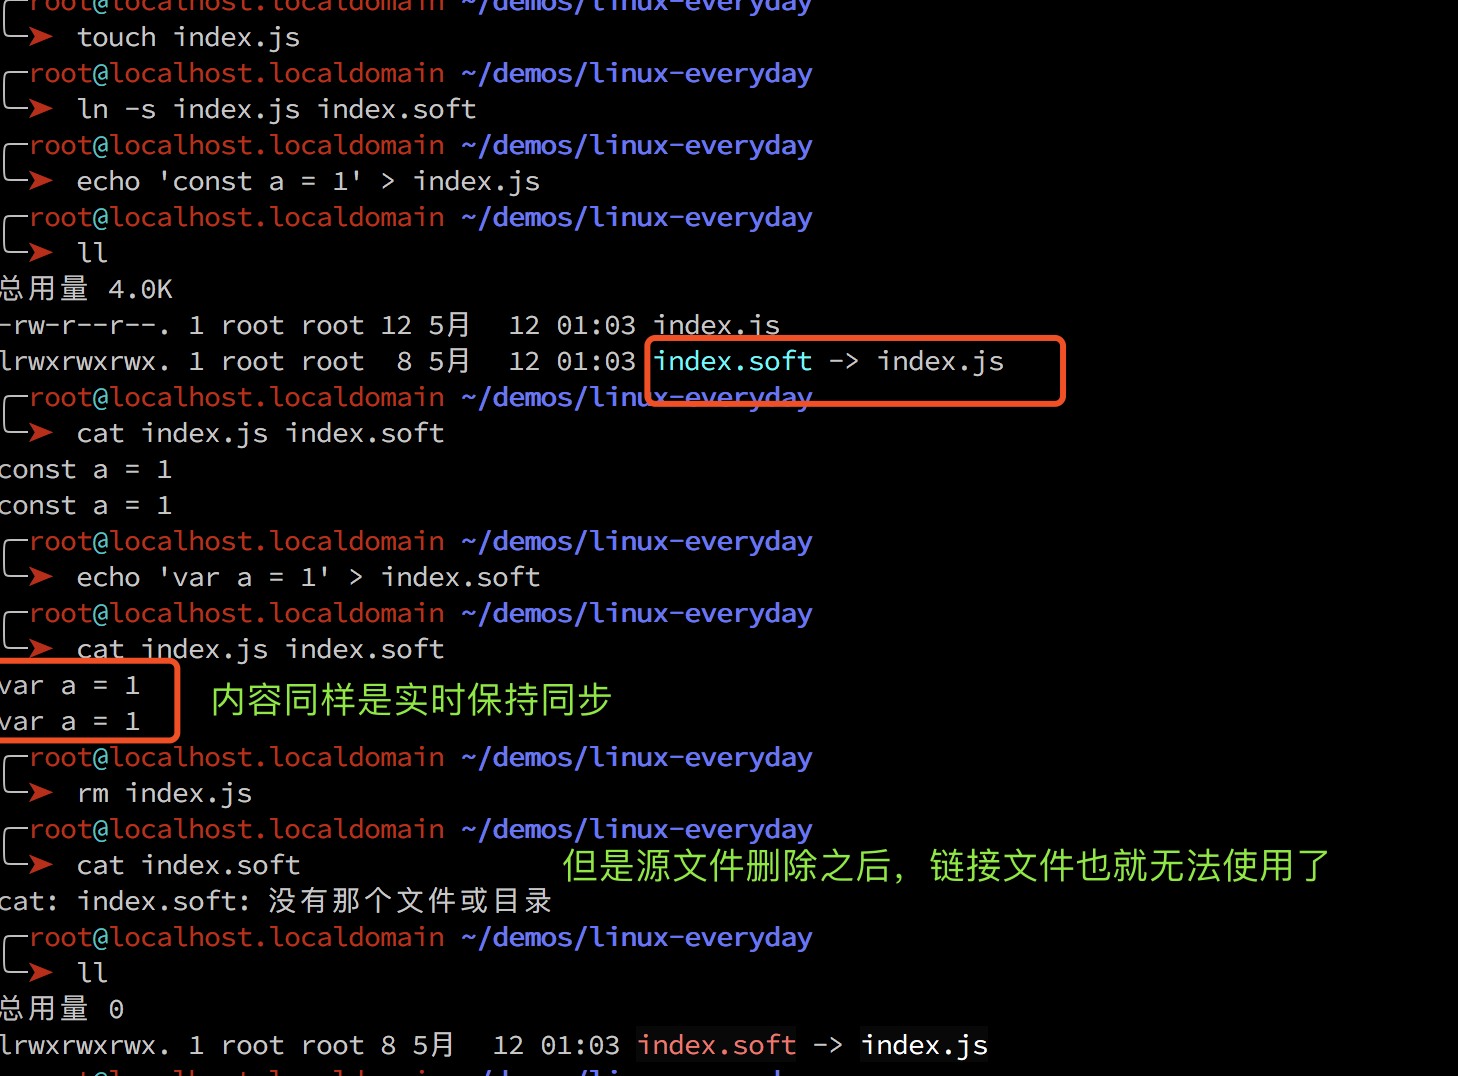 root@localhost.localdomain ~/demos/linux-everyday
touch index.js
root@localhost.localdomain ~/demos/linux-everyday
ln -s index.js index.soft
root@localhost.localdomain ~/demos/linux-everyday
echo 'const a = 1' > index.js
root@localhost.localdomain ~/demos/linux-everyday
ll
总用量 4.0K
-rw-r--r--. 1 root root 12 5月  12 01:03 index.js
lrwxrwxrwx. 1 root root  8 5月  12 01:03 index.soft -> index.js
root@localhost.localdomain ~/demos/linux-everyday
cat index.js index.soft
const a = 1
const a = 1
root@localhost.localdomain ~/demos/linux-everyday
echo 'var a = 1' > index.soft
root@localhost.localdomain ~/demos/linux-everyday
cat index.js index.soft
var a = 1
内容同样是实时保持同步
var a = 1
root@localhost.localdomain ~/demos/linux-everyday
rm index.js
root@localhost.localdomain ~/demos/linux-everyday
cat index.soft
但是源文件删除之后，链接文件也就无法使用了
cat: index.soft: 没有那个文件或目录
root@localhost.localdomain ~/demos/linux-everyday
ll
总用量 0
lrwxrwxrwx. 1 root root 8 5月  12 01:03 index.soft -> index.js